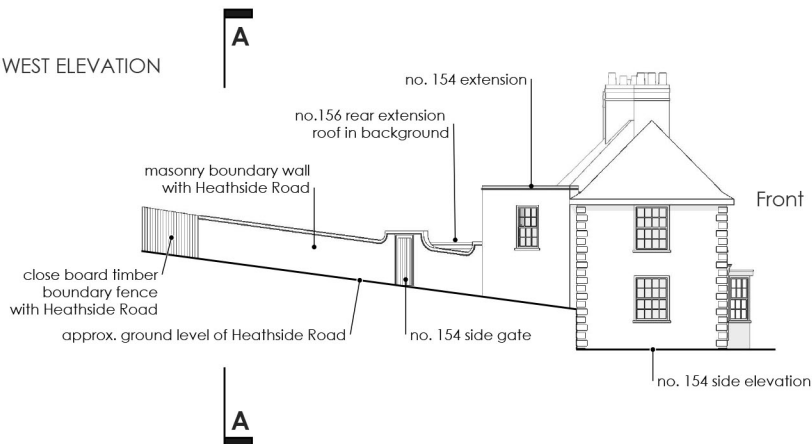 A
WEST ELEVATION
no. 154 extension
no.156 rear extension
roof in background
masonry boundary wall
with Heathside Road
Front
close board timber
boundary fence
with Heathside Road
approx. ground level of Heathside Road
no. 154 side gate
no. 154 side elevation
A